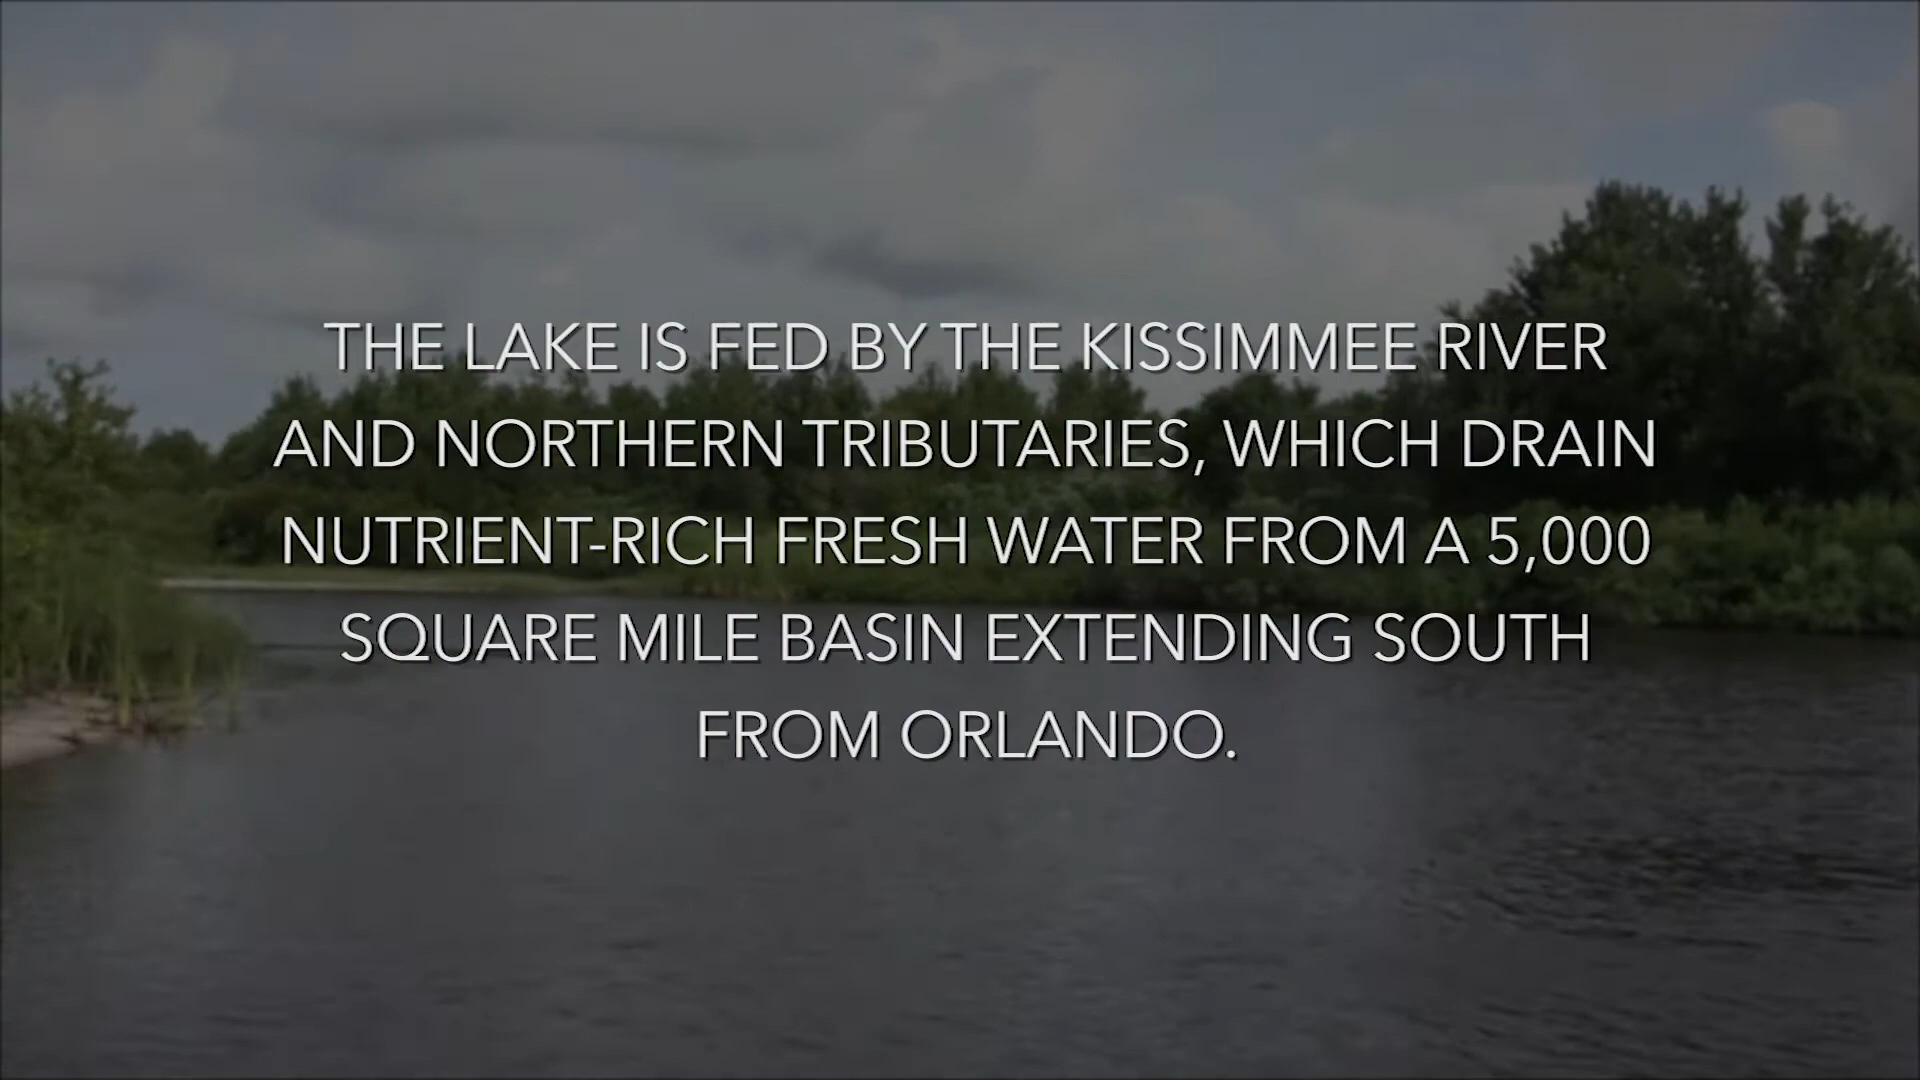 THE LAKE IS FED BY THE KISSIMMEE RIVER
AND NORTHERN TRIBUTARIES, WHICH DRAIN
NUTRIENT-RICH FRESH WATER FROM A 5,000
SQUARE MILE BASIN EXTENDING SOUTH
FROM ORLANDO.